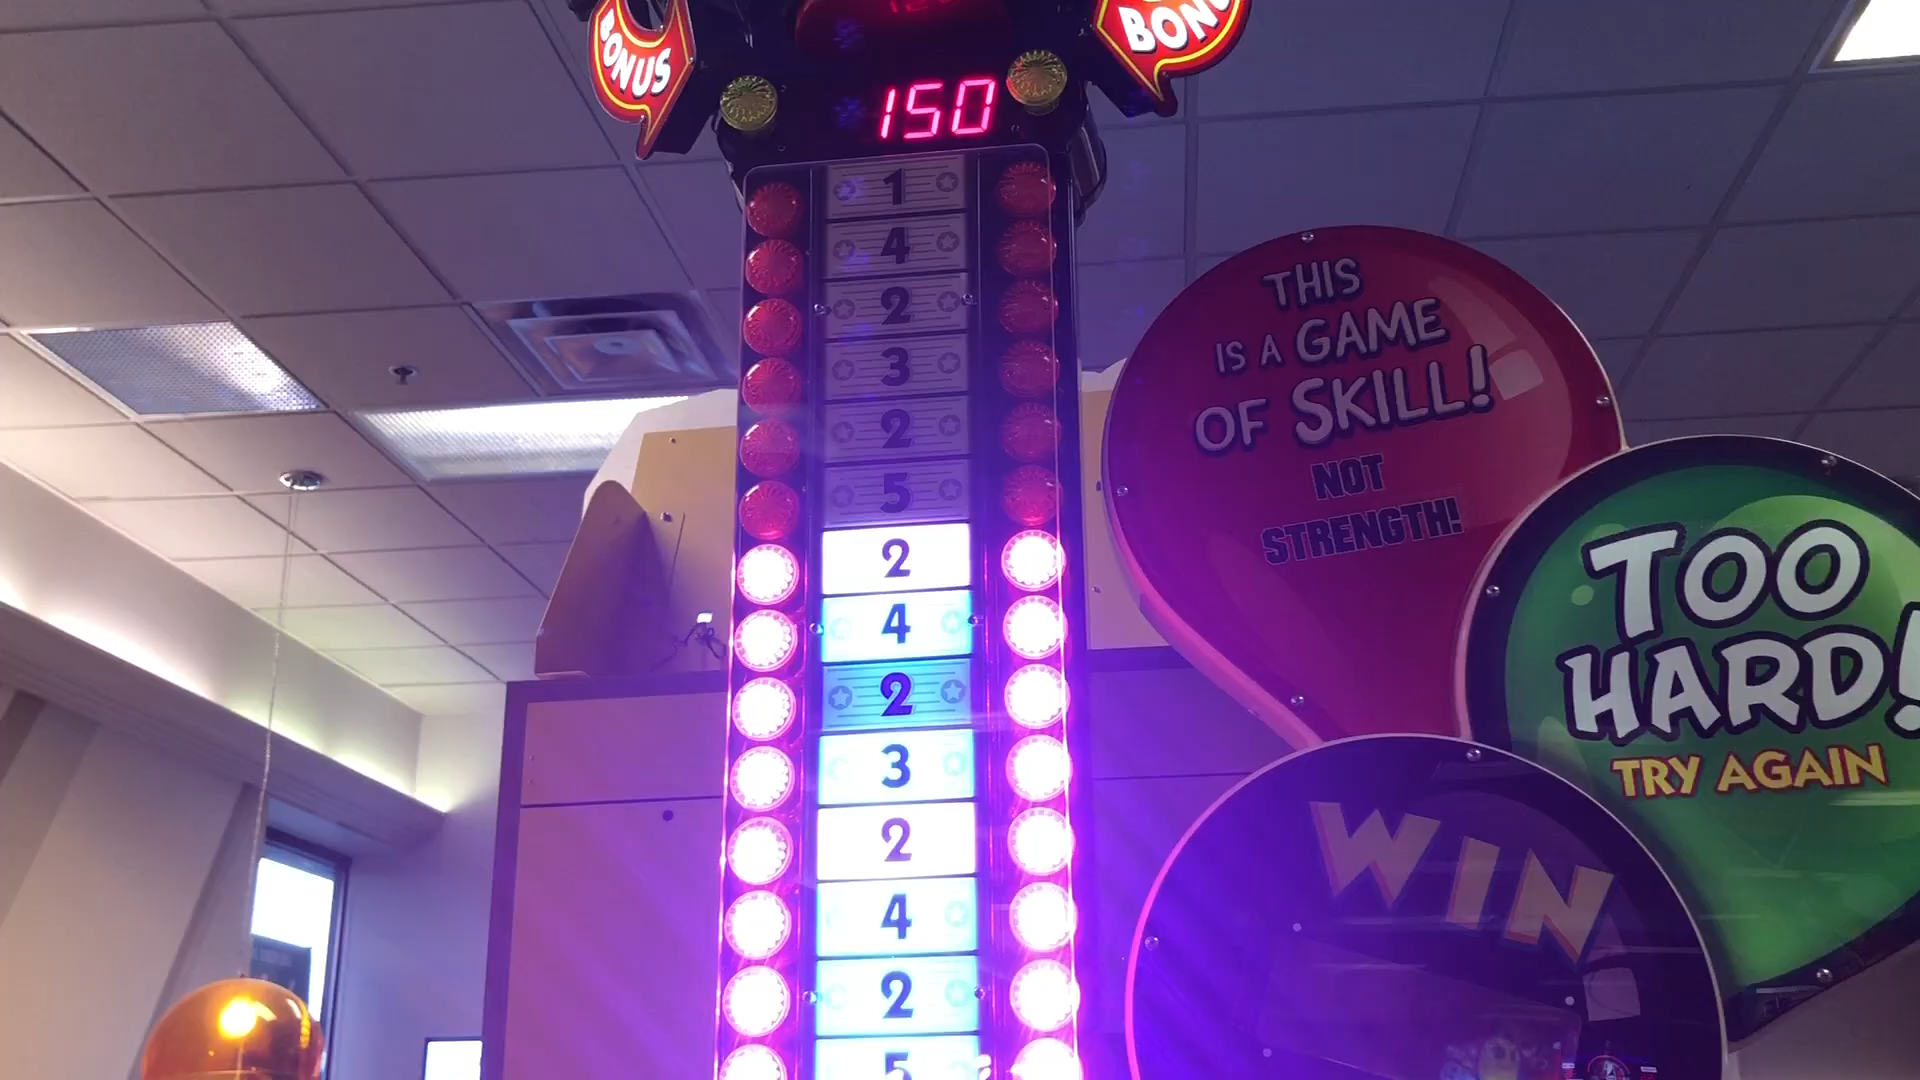 BONUS
BONU
150
1
4
2
3
2
5
2
4
2
3
2
4
2
5
THIS
IS A GAME
OF SKILL!
NOT
STRENGTH!
TOO
HARD!
TRY AGAIN
WIN